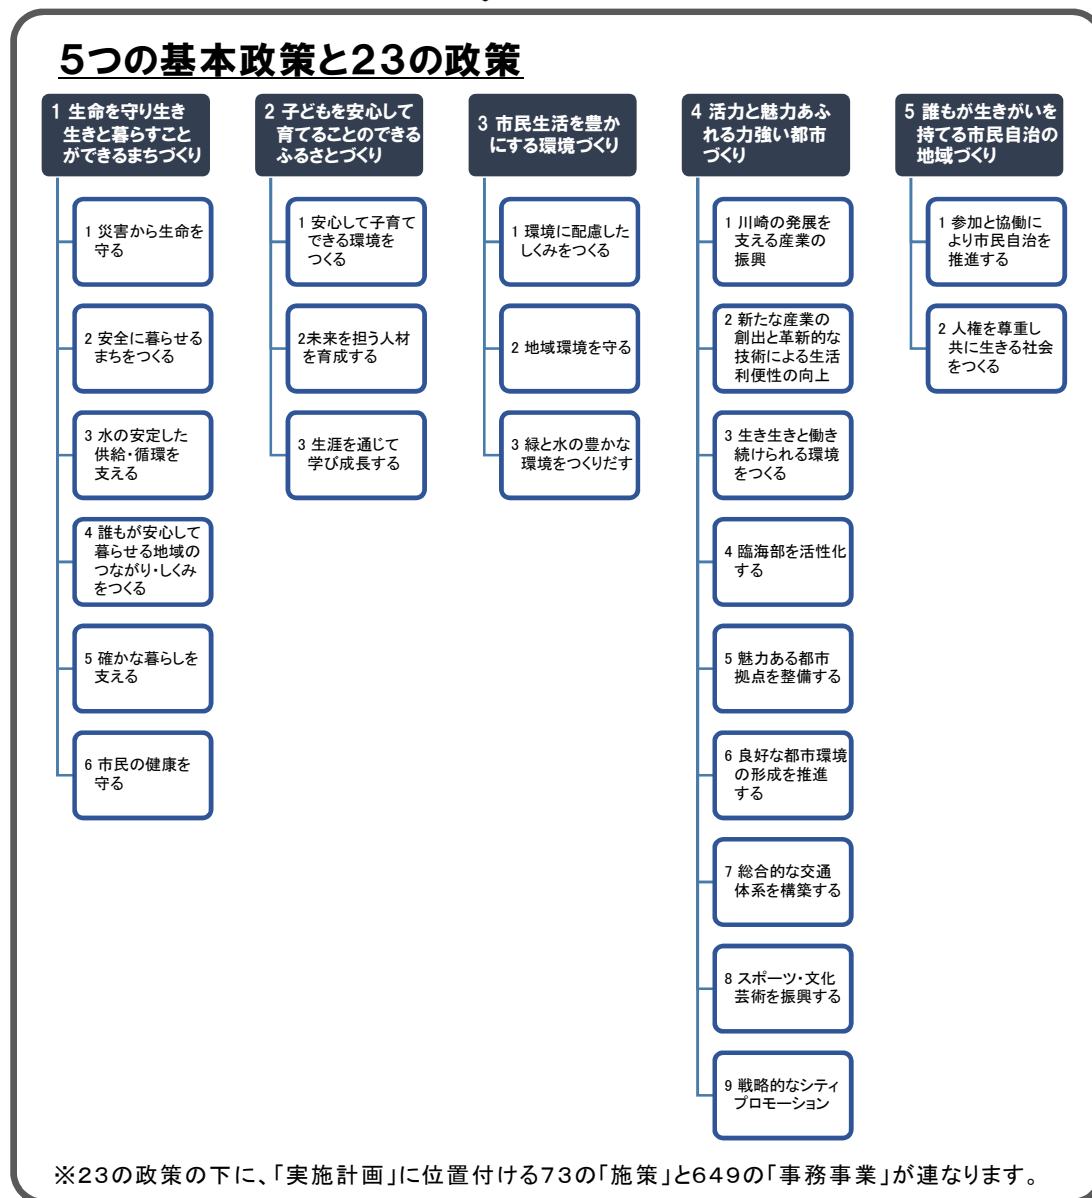 5つの基本政策と23の政策
1 生命を守り生き
生きと暮らすこと
ができるまちづくり
1 災害から生命を
守る
2 安全に暮らせる
まちをつくる
3 水の安定した
供給・循環を
支える
4 誰もが安心して
暮らせる地域の
つながり・しくみ
をつくる
5 確かな暮らしを
支える
6 市民の健康を
守る
2 子どもを安心して
育てることのできる
ふるさとづくり
1 安心して子育て
できる環境を
つくる
2未来を担う人材
を育成する
3 生涯を通じて
学び成長する
3 市民生活を豊か
にする環境づくり
1 環境に配慮した
しくみをつくる
2 地域環境を守る
3 緑と水の豊かな
環境をつくりだす
4 活力と魅力あふ
れる力強い都市
づくり
1 川崎の発展を
支える産業の
振興
2 新たな産業の
創出と革新的な
技術による生活
利便性の向上
3 生き生きと働き
続けられる環境
をつくる
4 臨海部を活性化
する
5 魅力ある都市
拠点を整備する
6 良好な都市環境
の形成を推進
する
7 総合的な交通
体系を構築する
8 スポーツ・文化
芸術を振興する
9 戦略的なシティ
プロモーション
5 誰もが生きがいを
持てる市民自治の
地域づくり
1 参加と協働に
より市民自治を
推進する
2 人権を尊重し
共に生きる社会
をつくる
※23の政策の下に、「実施計画」に位置付ける73の「施策」と649の「事務事業」が連なります。